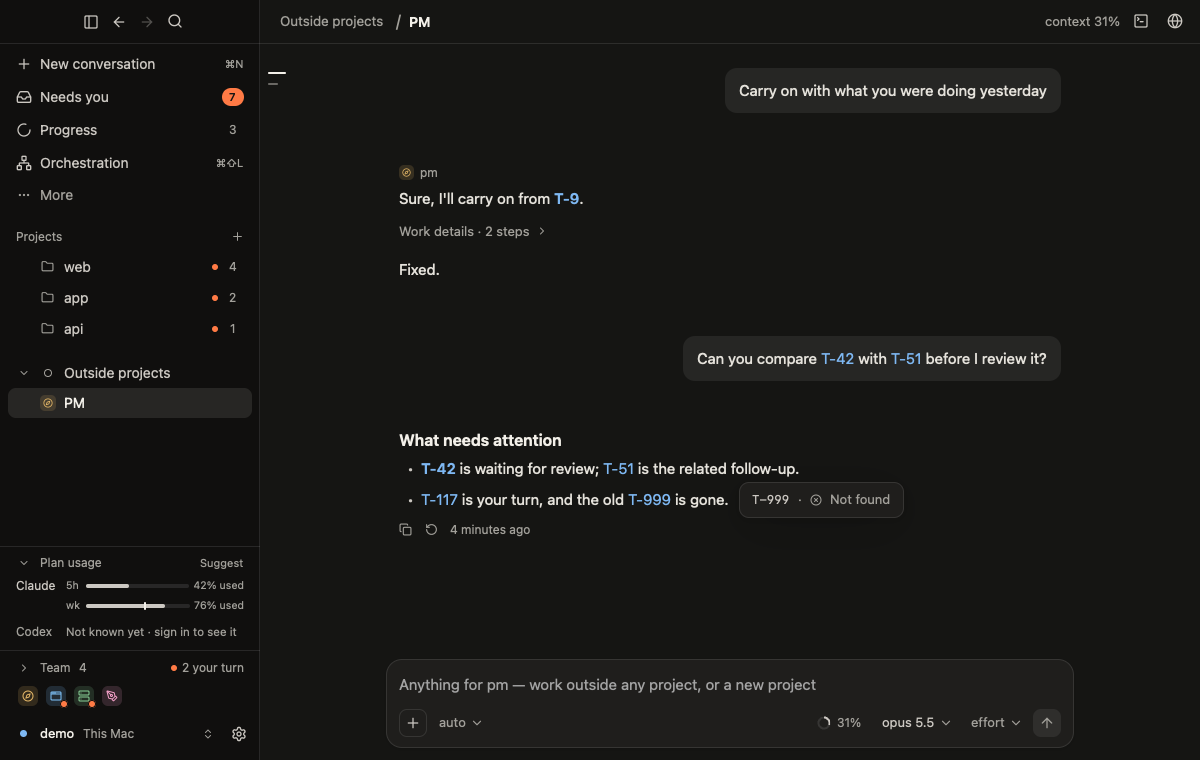 Outside projects / PM
context 31%
New conversation ⌘N
Needs you 7
Progress 3
Orchestration ⌘⇧L
More
Projects
web 4
app 2
api 1
Outside projects
PM
Plan usage Suggest
Claude 5h 42% used
wk 76% used
Codex Not known yet · sign in to see it
Team 4 2 your turn
demo This Mac
Carry on with what you were doing yesterday
pm
Sure, I'll carry on from T-9.
Work details · 2 steps
Fixed.
Can you compare T-42 with T-51 before I review it?
What needs attention
• T-42 is waiting for review; T-51 is the related follow-up.
• T-117 is your turn, and the old T-999 is gone.
T-999 · Not found
4 minutes ago
Anything for pm — work outside any project, or a new project
auto 31% opus 5.5 effort